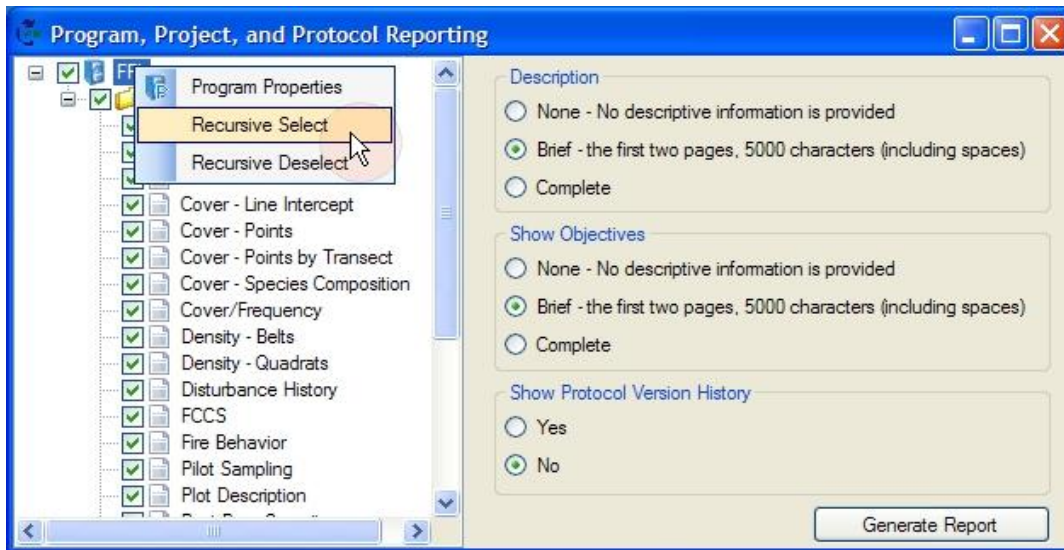 Program, Project, and Protocol Reporting
Program Properties
Recursive Select
Recursive Deselect
Cover - Line Intercept
Cover - Points
Cover - Points by Transect
Cover - Species Composition
Cover/Frequency
Density - Belts
Density - Quadrats
Disturbance History
FCCS
Fire Behavior
Pilot Sampling
Plot Description
Description
None - No descriptive information is provided
Brief - the first two pages, 5000 characters (including spaces)
Complete
Show Objectives
None - No descriptive information is provided
Brief - the first two pages, 5000 characters (including spaces)
Complete
Show Protocol Version History
Yes
No
Generate Report